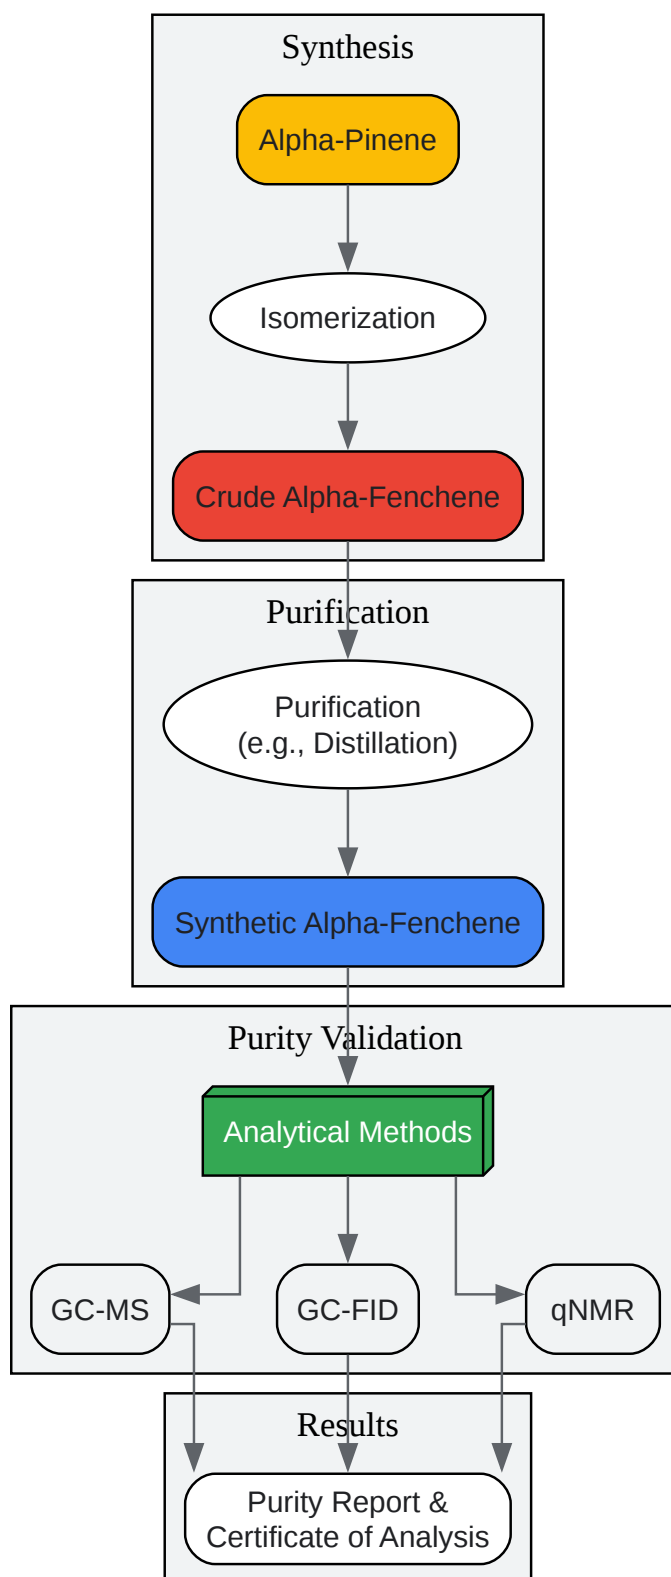 Synthesis
Alpha-Pinene
Isomerization
Crude Alpha-Fenchene
Purification
Purification
(e.g., Distillation)
Synthetic Alpha-Fenchene
Purity Validation
Analytical Methods
GC-MS
GC-FID
qNMR
Results
Purity Report &
Certificate of Analysis